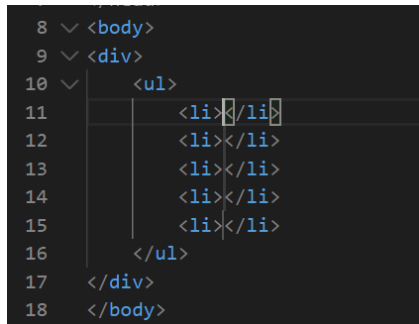 8 <body>
9 <div>
10 <ul>
11 <li></li>
12 <li></li>
13 <li></li>
14 <li></li>
15 <li></li>
16 </ul>
17 </div>
18 </body>